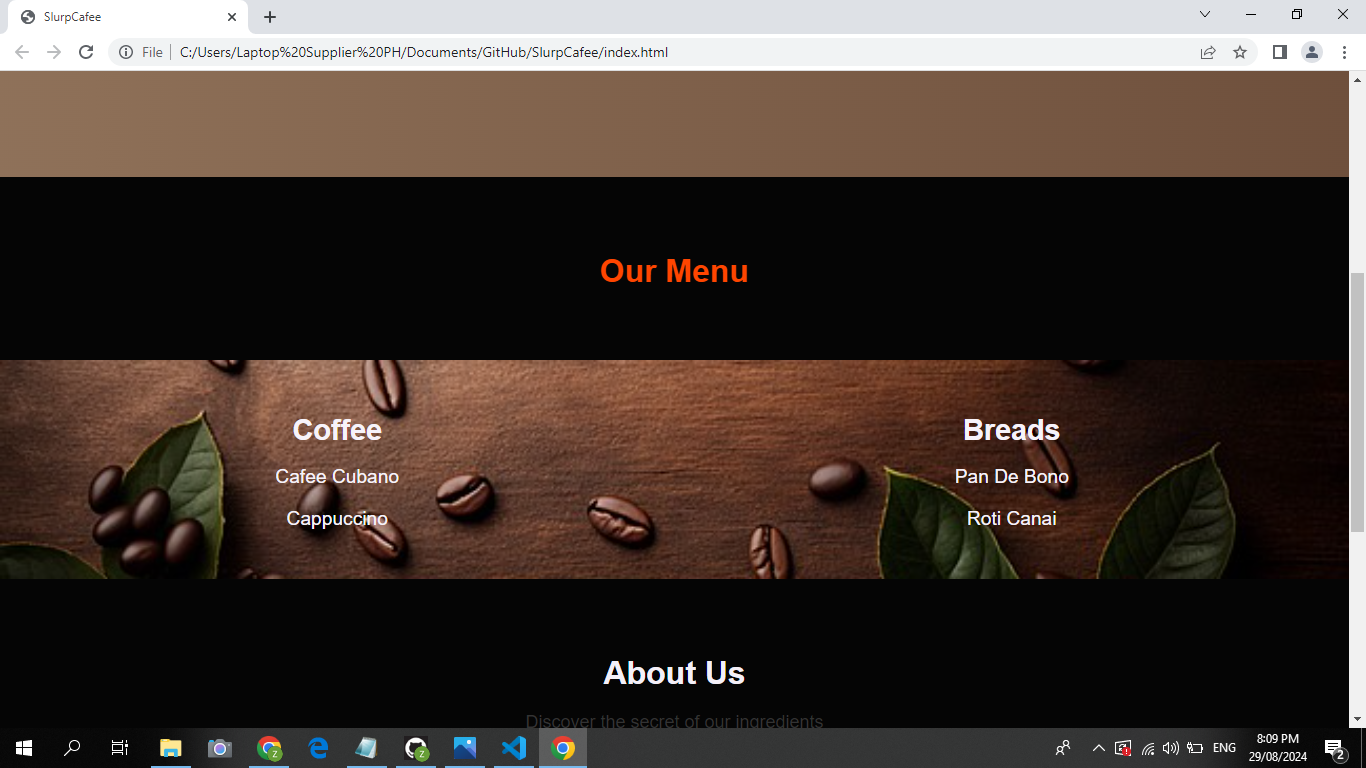 SlurpCafee
File
C:/Users/Laptop%20Supplier%20PH/Documents/GitHub/SlurpCafee/index.html
Our Menu
Coffee
Cafee Cubano
Cappuccino
Breads
Pan De Bono
Roti Canai
About Us
Discover the secret of our ingredients
z
z
ENG
8:09 PM
29/08/2024
2